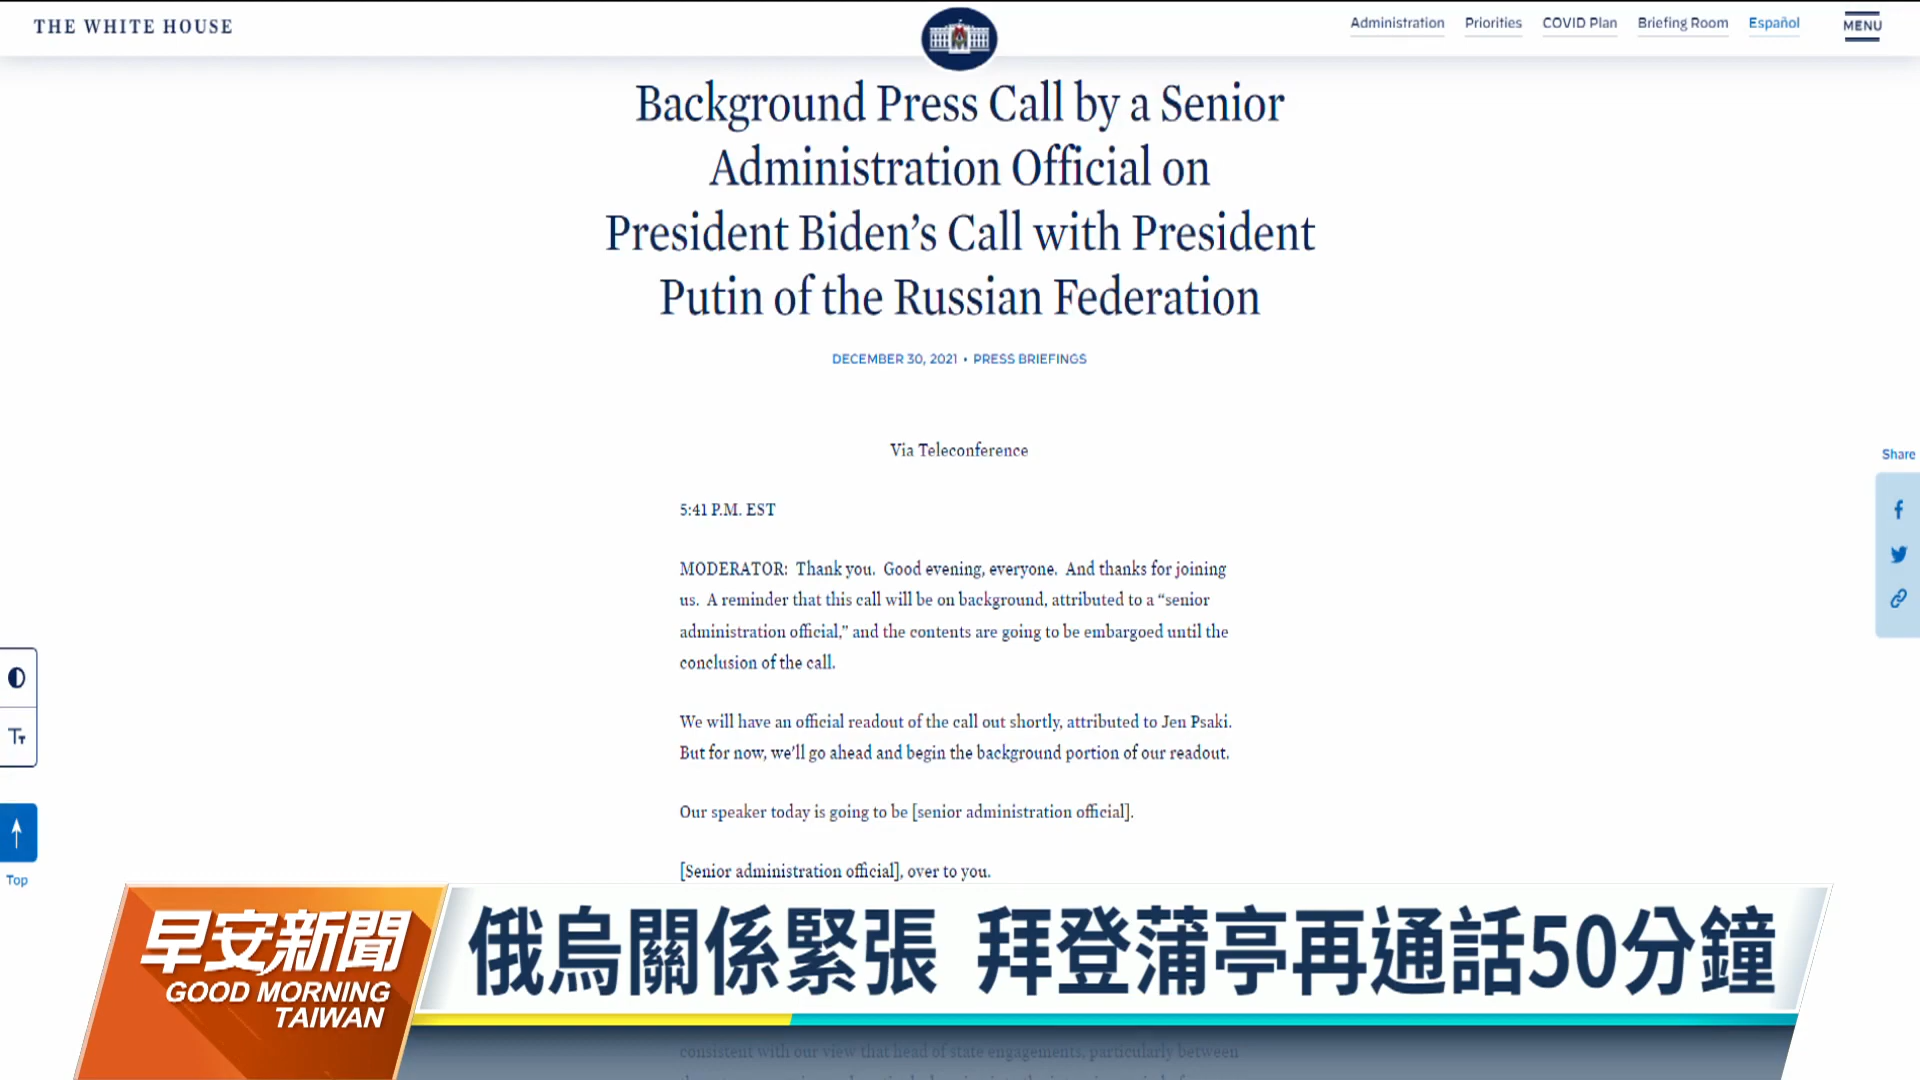 THE WHITE HOUSE
Administration Priorities COVID Plan Briefing Room Español MENU
Background Press Call by a Senior
Administration Official on
President Biden’s Call with President
Putin of the Russian Federation
DECEMBER 30, 2021 • PRESS BRIEFINGS
Via Teleconference
Share
5:41 P.M. EST
MODERATOR:  Thank you.  Good evening, everyone.  And thanks for joining
us.  A reminder that this call will be on background, attributed to a “senior
administration official,” and the contents are going to be embargoed until the
conclusion of the call.
We will have an official readout of the call out shortly, attributed to Jen Psaki.
But for now, we’ll go ahead and begin the background portion of our readout.
Our speaker today is going to be [senior administration official].
[Senior administration official], over to you.
Tт
Top
早安新聞
GOOD MORNING
TAIWAN
俄烏關係緊張 拜登蒲亭再通話50分鐘
consistent with our view that head of state engagements, particularly between